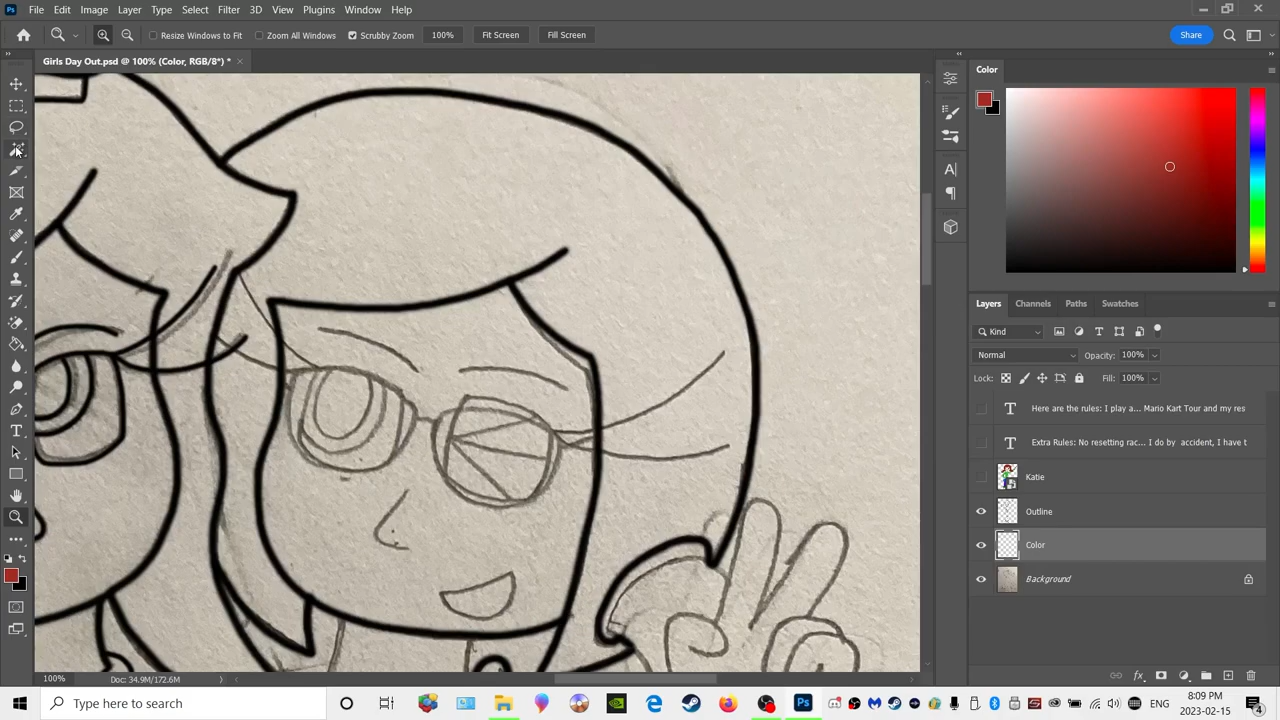 Ps File Edit Image Layer Type Select Filter 3D View Plugins Window Help
Resize Windows to Fit Zoom All Windows Scrubby Zoom 100% Fit Screen Fill Screen Share
Girls Day Out.psd @ 100% (Color, RGB/8*) * ×
Color
Layers Channels Paths Swatches
Kind
Normal Opacity: 100%
Lock: Fill: 100%
T Here are the rules: I play a... Mario Kart Tour and my res
T Extra Rules: No resetting rac... I do by accident, I have t
Katie
Outline
Color
Background
100% Doc: 34.9M/172.6M
Type here to search
Ps
ENG
8:09 PM
2023-02-15
4